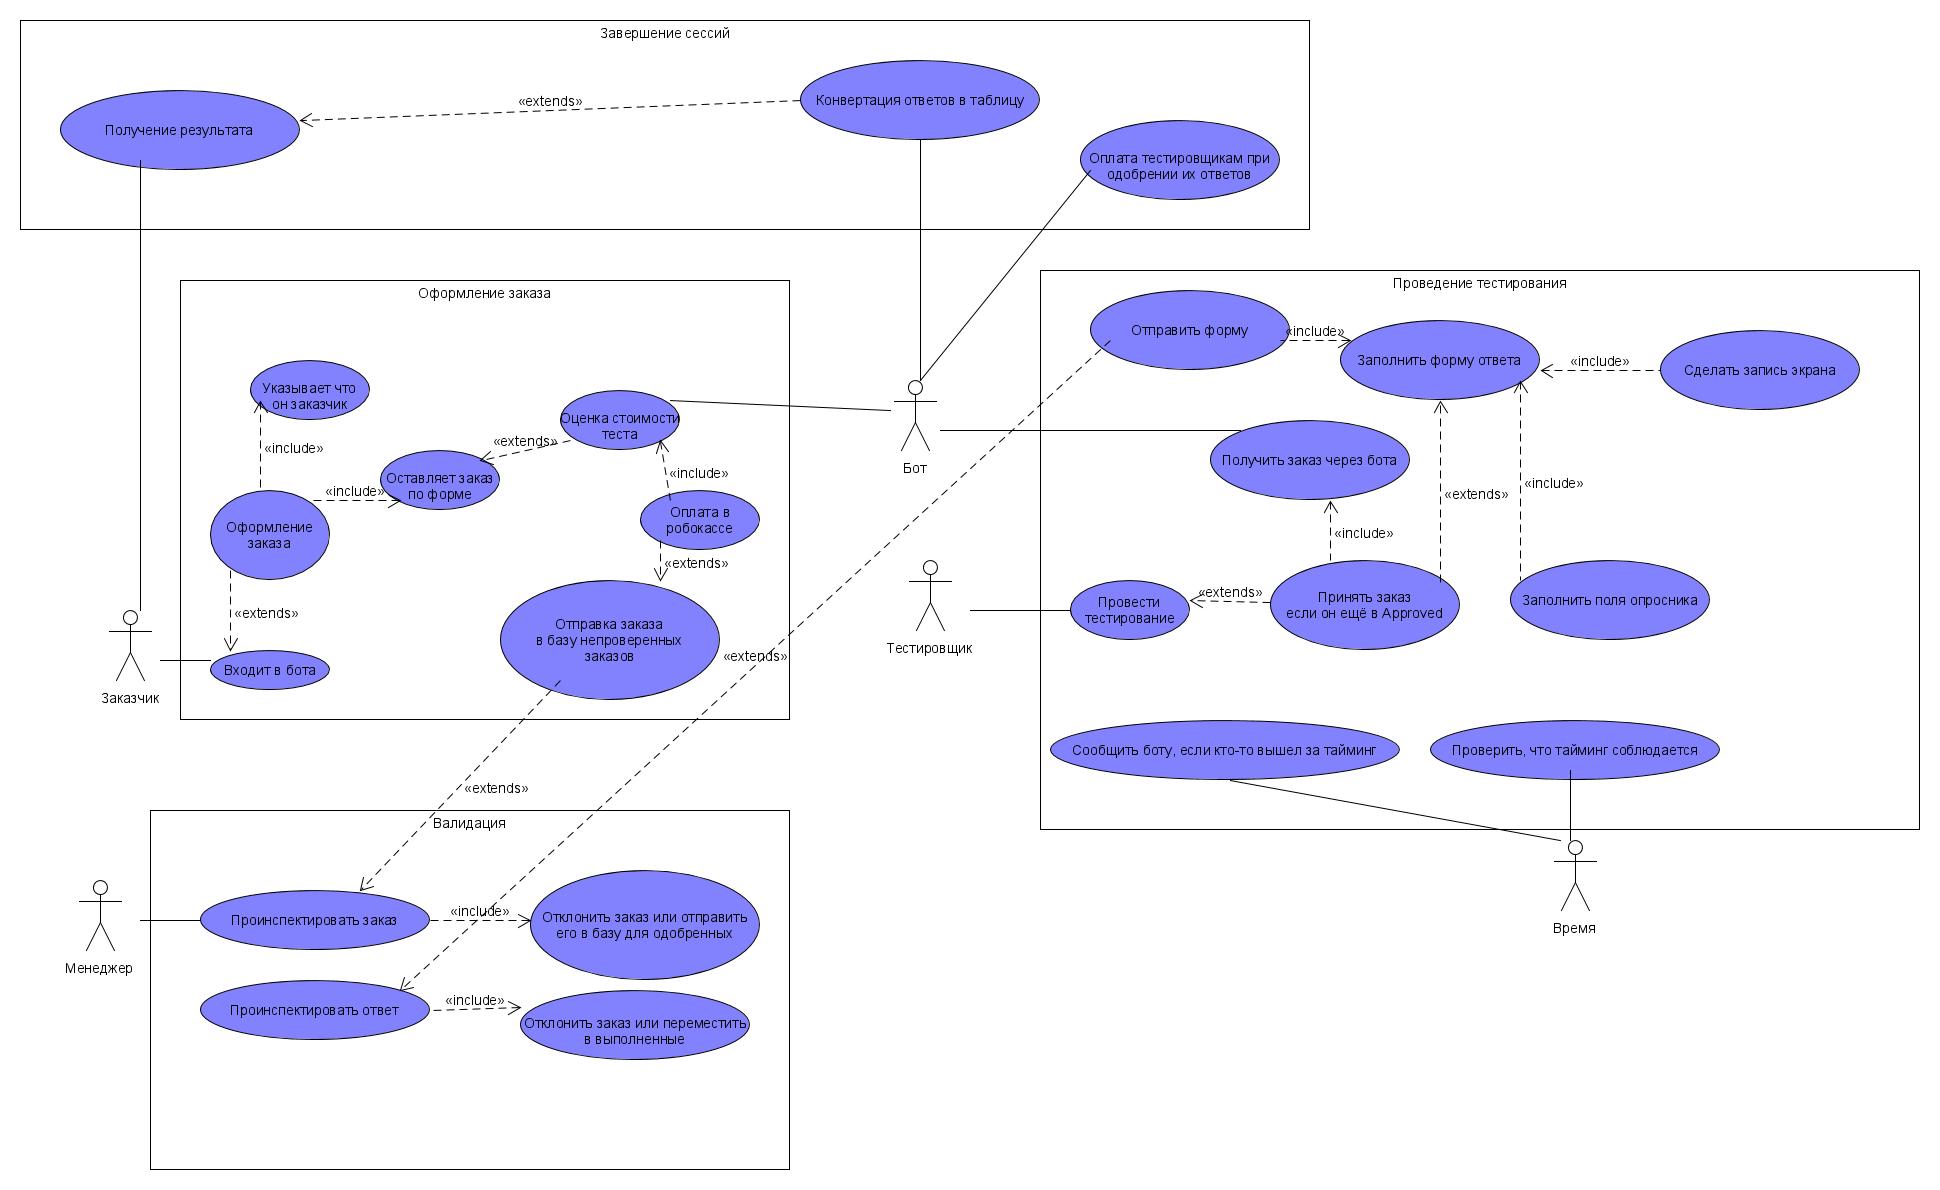 Завершение сессий
«extends»
Конвертация ответов в таблицу
Получение результата
Оплата тестировщикам при
одобрении их ответов
Оформление заказа
Указывает что
он заказчик
«include»
Оценка стоимости
теста
«extends»
Оставляет заказ
по форме
«include»
«include»
Оформление
заказа
Оплата в
робокассе
«extends»
«extends»
Отправка заказа
в базу непроверенных
заказов
Входит в бота
Заказчик
Бот
Тестировщик
Проведение тестирования
Отправить форму
«include»
Заполнить форму ответа
«include»
Сделать запись экрана
Получить заказ через бота
«include»
«extends»
«include»
Провести
тестирование
«extends»
Принять заказ
если он ещё в Approved
Заполнить поля опросника
«extends»
Сообщить боту, если кто-то вышел за тайминг
Проверить, что тайминг соблюдается
Время
«extends»
Валидация
Менеджер
Проинспектировать заказ
«include»
Отклонить заказ или отправить
его в базу для одобренных
Проинспектировать ответ
«include»
Отклонить заказ или переместить
в выполненные